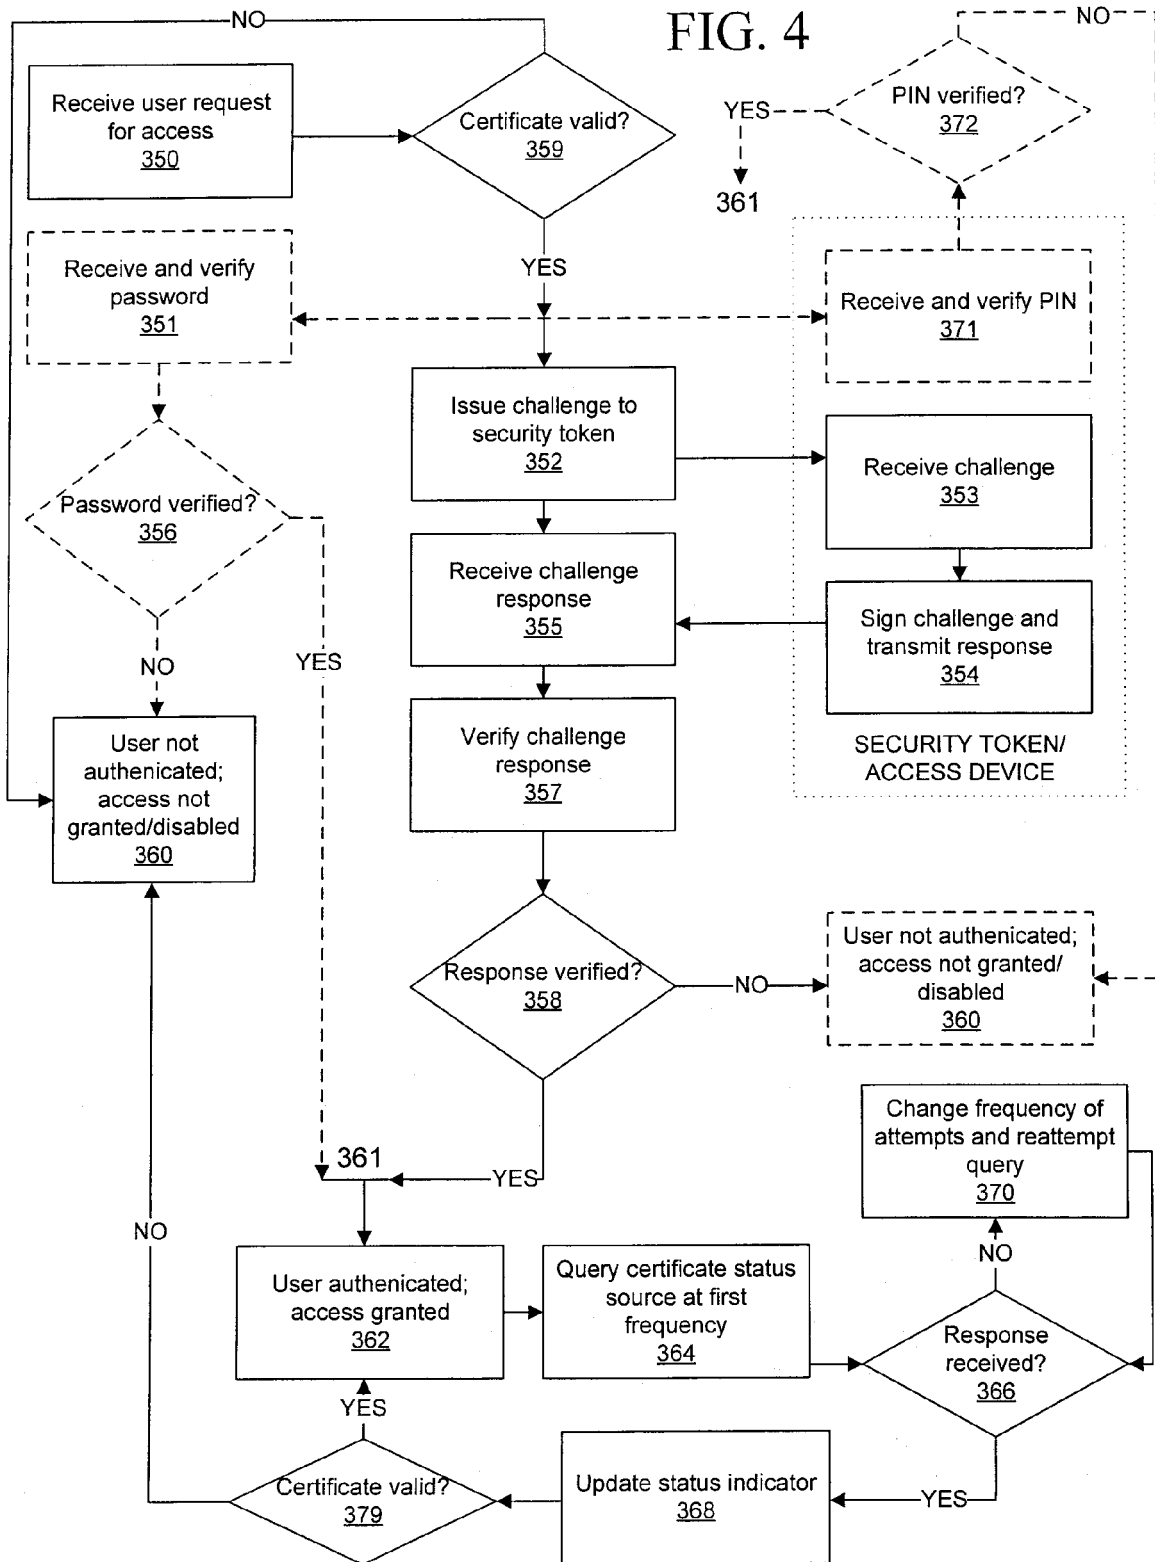 FIG. 4
NO
NO
Receive user request
for access
350
Certificate valid?
359
YES
PIN verified?
372
361
YES
Receive and verify
password
351
Receive and verify PIN
371
Issue challenge to
security token
352
Receive challenge
353
Password verified?
356
Receive challenge
response
355
Sign challenge and
transmit response
354
NO
YES
User not
authenicated;
access not
granted/disabled
360
Verify challenge
response
357
SECURITY TOKEN/
ACCESS DEVICE
Response verified?
358
NO
User not authenicated;
access not granted/
disabled
360
Change frequency of
attempts and reattempt
query
370
361
YES
NO
NO
User authenicated;
access granted
362
Query certificate status
source at first
frequency
364
Response
received?
366
YES
Certificate valid?
379
Update status indicator
368
YES